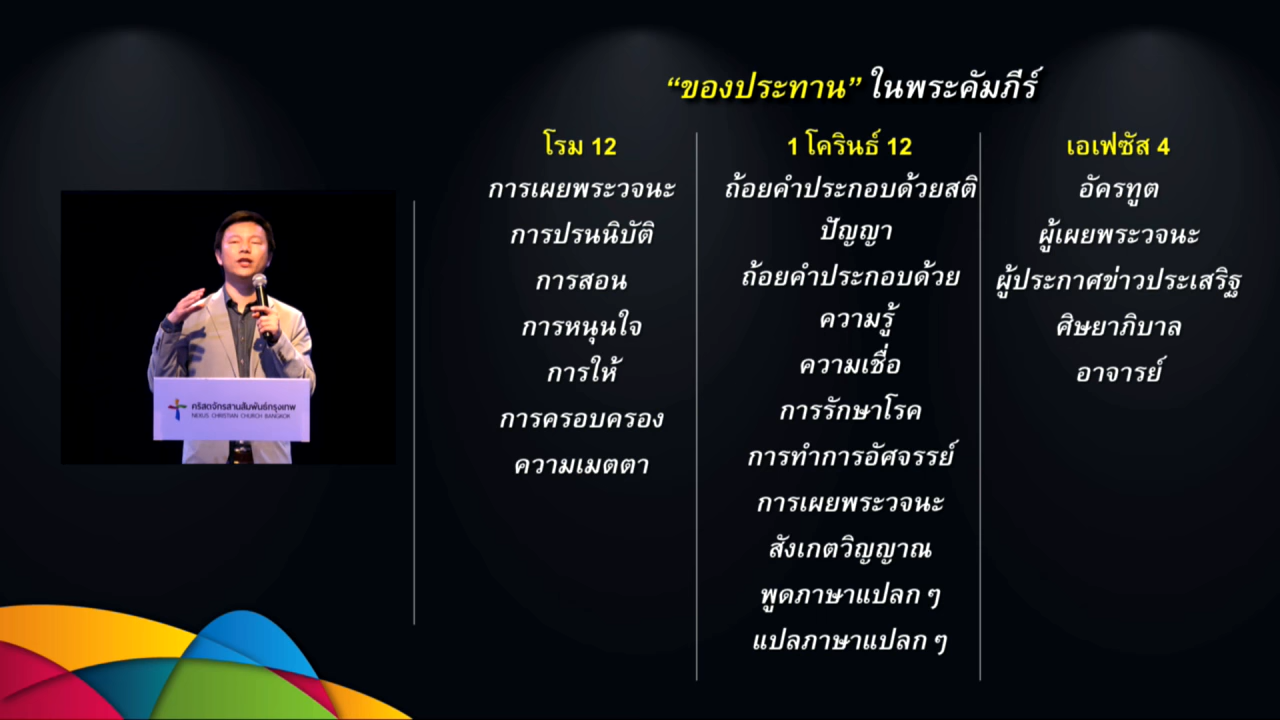 “ของประทาน” ในพระคัมภีร์
โรม 12
การเผยพระวจนะ
การปรนนิบัติ
การสอน
การหนุนใจ
การให้
การครอบครอง
ความเมตตา
1 โครินธ์ 12
ถ้อยคำประกอบด้วยสติ
ปัญญา
ถ้อยคำประกอบด้วย
ความรู้
ความเชื่อ
การรักษาโรค
การทำการอัศจรรย์
การเผยพระวจนะ
สังเกตวิญญาณ
พูดภาษาแปลก ๆ
แปลภาษาแปลก ๆ
เอเฟซัส 4
อัครทูต
ผู้เผยพระวจนะ
ผู้ประกาศข่าวประเสริฐ
ศิษยาภิบาล
อาจารย์
คริสตจักรสานสัมพันธ์กรุงเทพ
NEXUS CHRISTIAN CHURCH BANGKOK